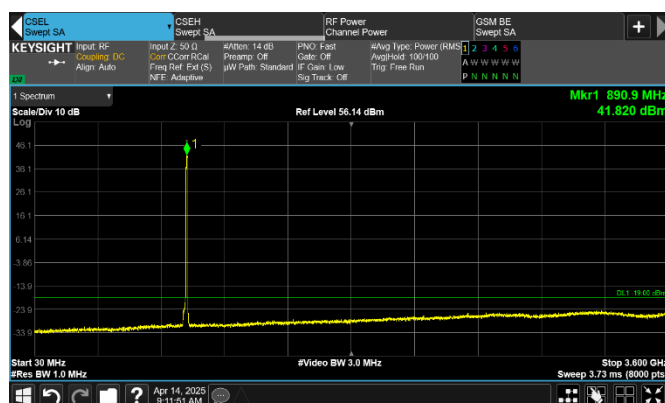 CSEL
Swept SA
CSEH
Swept SA
RF Power
Channel Power
GSM BE
Swept SA
+
KEYSIGHT
Input: RF
Coupling: DC
Align: Auto
Input Z: 50 Ω
Corr CCorr RCal
Freq Ref: Ext (S)
NFE: Adaptive
#Atten: 14 dB
Preamp: Off
µW Path: Standard
PNO: Fast
Gate: Off
IF Gain: Low
Sig Track: Off
#Avg Type: Power (RMS
Avg|Hold: 100/100
Trig: Free Run
1 2 3 4 5 6
A W W W W W
P N N N N N
1 Spectrum
Mkr1 890.9 MHz
Scale/Div 10 dB
Ref Level 56.14 dBm
41.820 dBm
Log
46.1
36.1
26.1
16.1
6.14
-3.86
-13.9
-23.9
-33.9
1
DL1 -19.00 dBm
Start 30 MHz
#Video BW 3.0 MHz
Stop 3.600 GHz
#Res BW 1.0 MHz
Sweep 3.73 ms (8000 pts
?
Apr 14, 2025
9:11:51 AM